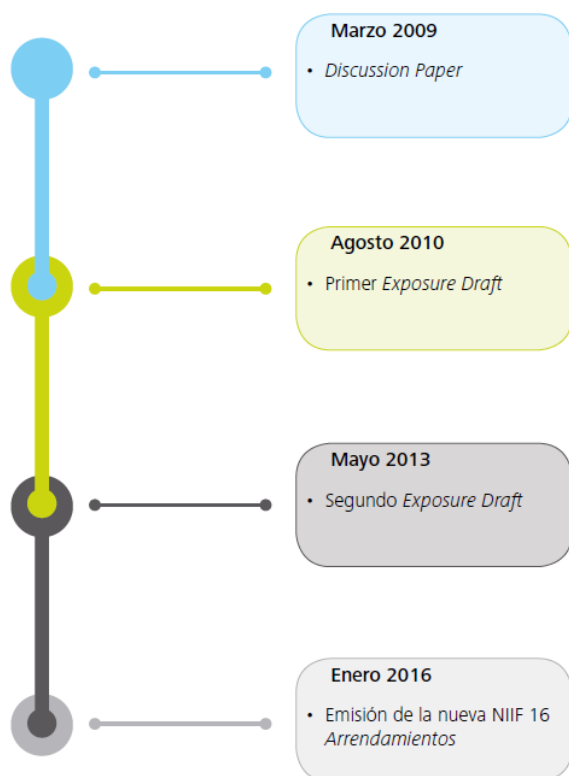 Marzo 2009
• Discussion Paper
Agosto 2010
• Primer Exposure Draft
Mayo 2013
• Segundo Exposure Draft
Enero 2016
• Emisión de la nueva NIIF 16
Arrendamientos